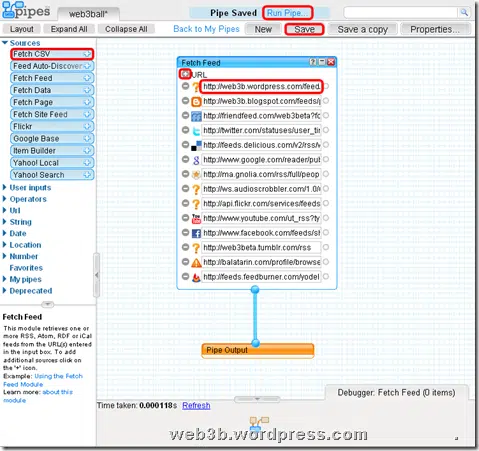 pipes
web3ball*
Pipe Saved
Run Pipe...
Layout
Expand All
Collapse All
Back to My Pipes
New
Save
Save a copy
Properties...
Sources
Fetch CSV
Feed Auto-Discover
Fetch Feed
Fetch Data
Fetch Page
Fetch Site Feed
Flickr
Google Base
Item Builder
Yahoo! Local
Yahoo! Search
User inputs
Operators
Url
String
Date
Location
Number
Favorites
My pipes
Deprecated
Fetch Feed
URL
http://web3b.wordpress.com/feed
http://web3b.blogspot.com/feeds/
http://friendfeed.com/web3beta?fo
http://twitter.com/statuses/user_tin
http://feeds.delicious.com/v2/rss/
http://www.google.com/reader/pu
http://ma.gnolia.com/rss/full/peopl
http://ws.audioscrobbler.com/1.0/
http://api.flickr.com/services/feeds
http://www.youtube.com/ut_rss?ty
http://www.facebook.com/feeds/s
http://web3beta.tumblr.com/rss
http://balatarin.com/profile/browse
http://feeds.feedburner.com/yodel
Pipe Output
Fetch Feed
This module retrieves one or
more RSS, Atom, RDF or iCal
feeds from the URL(s) entered
in the input box. To add
additional sources click on
the '+' icon.
Example: Using the Fetch
Feed Module
Learn more: about this
module
Debugger: Fetch Feed (0 items)
Time taken: 0.000118s Refresh
web3b.wordpress.com